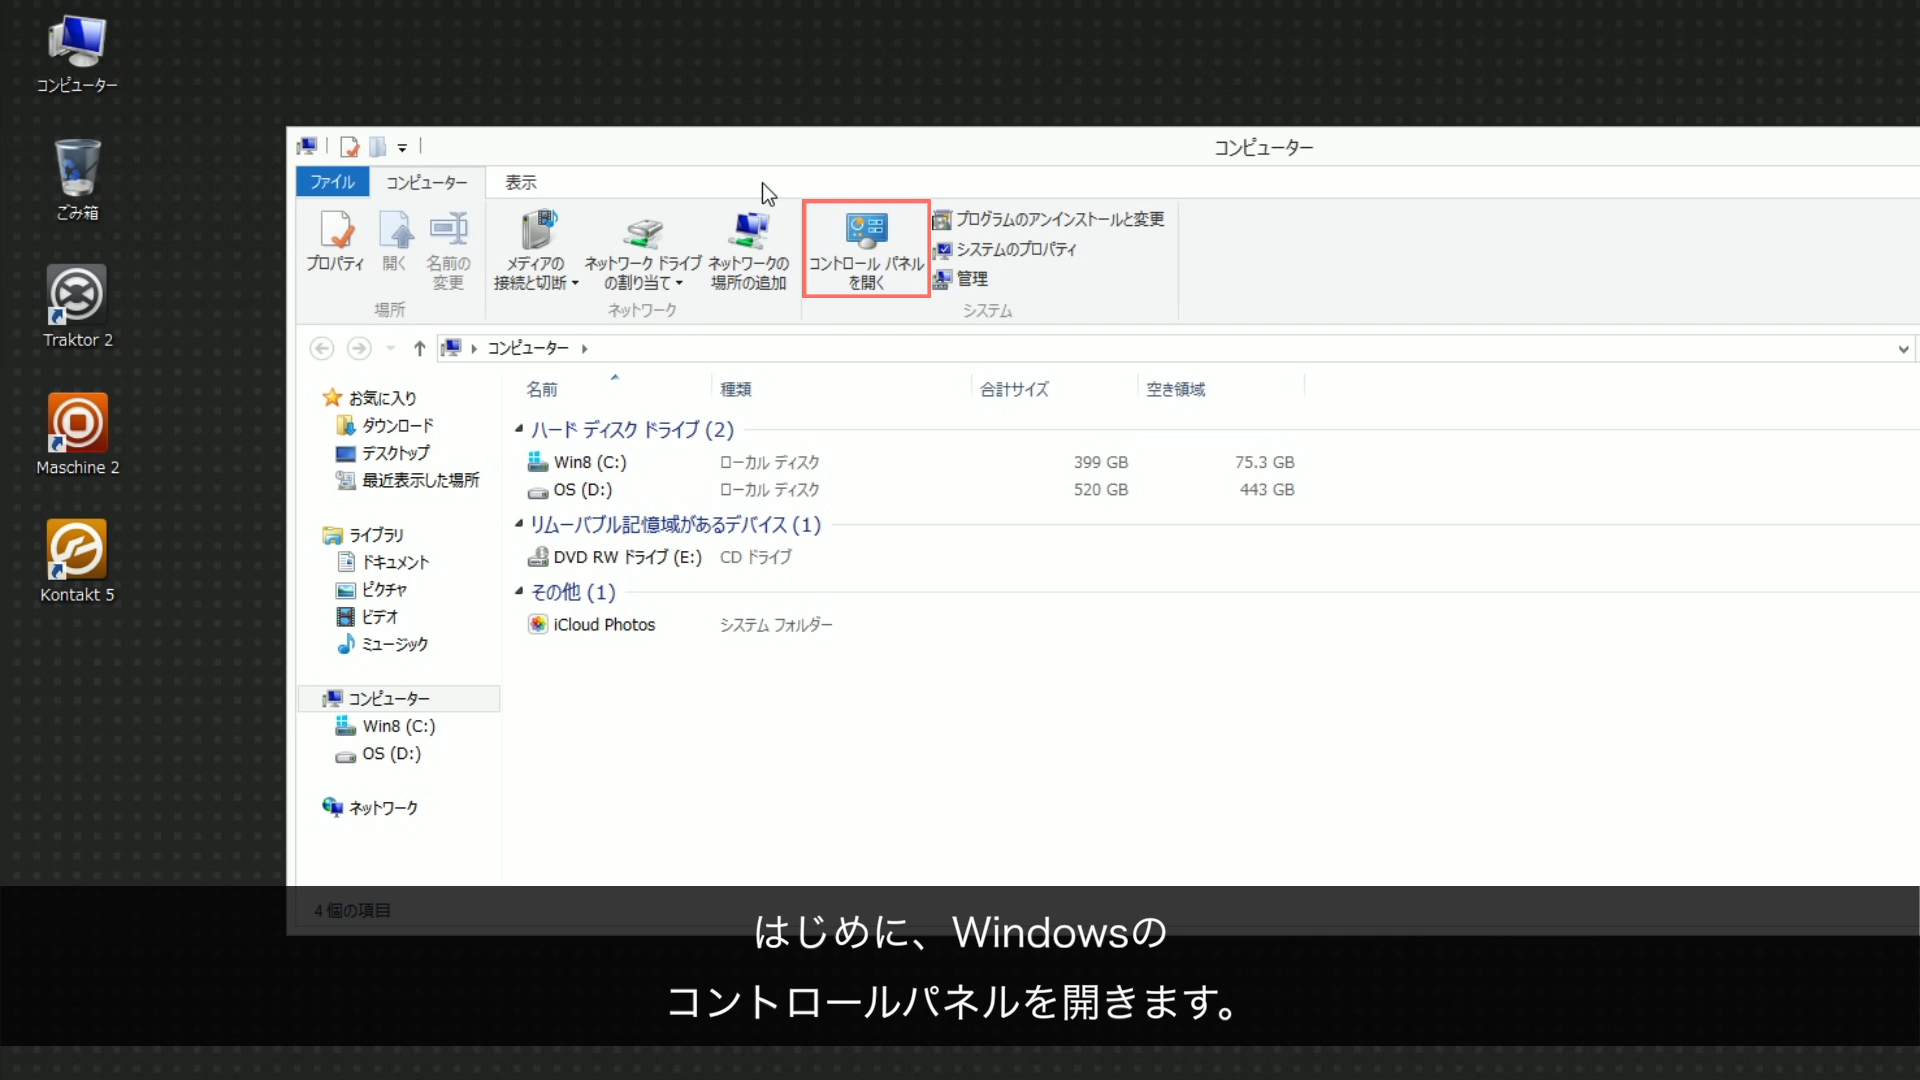 コンピューター
ごみ箱
Traktor 2
Maschine 2
Kontakt 5
コンピューター
ファイル
コンピューター
表示
プロパティ
開く
名前の
変更
場所
メディアの
接続と切断
ネットワーク ドライブ
の割り当て
ネットワークの
場所の追加
ネットワーク
コントロール パネル
を開く
プログラムのアンインストールと変更
システムのプロパティ
管理
システム
コンピューター
お気に入り
ダウンロード
デスクトップ
最近表示した場所
ライブラリ
ドキュメント
ピクチャ
ビデオ
ミュージック
コンピューター
Win8 (C:)
OS (D:)
ネットワーク
名前 種類 合計サイズ 空き領域
ハード ディスク ドライブ (2)
Win8 (C:) ローカル ディスク 399 GB 75.3 GB
OS (D:) ローカル ディスク 520 GB 443 GB
リムーバブル記憶域があるデバイス (1)
DVD RW ドライブ (E:) CD ドライブ
その他 (1)
iCloud Photos システム フォルダー
4 個の項目
はじめに、Windowsの
コントロールパネルを開きます。